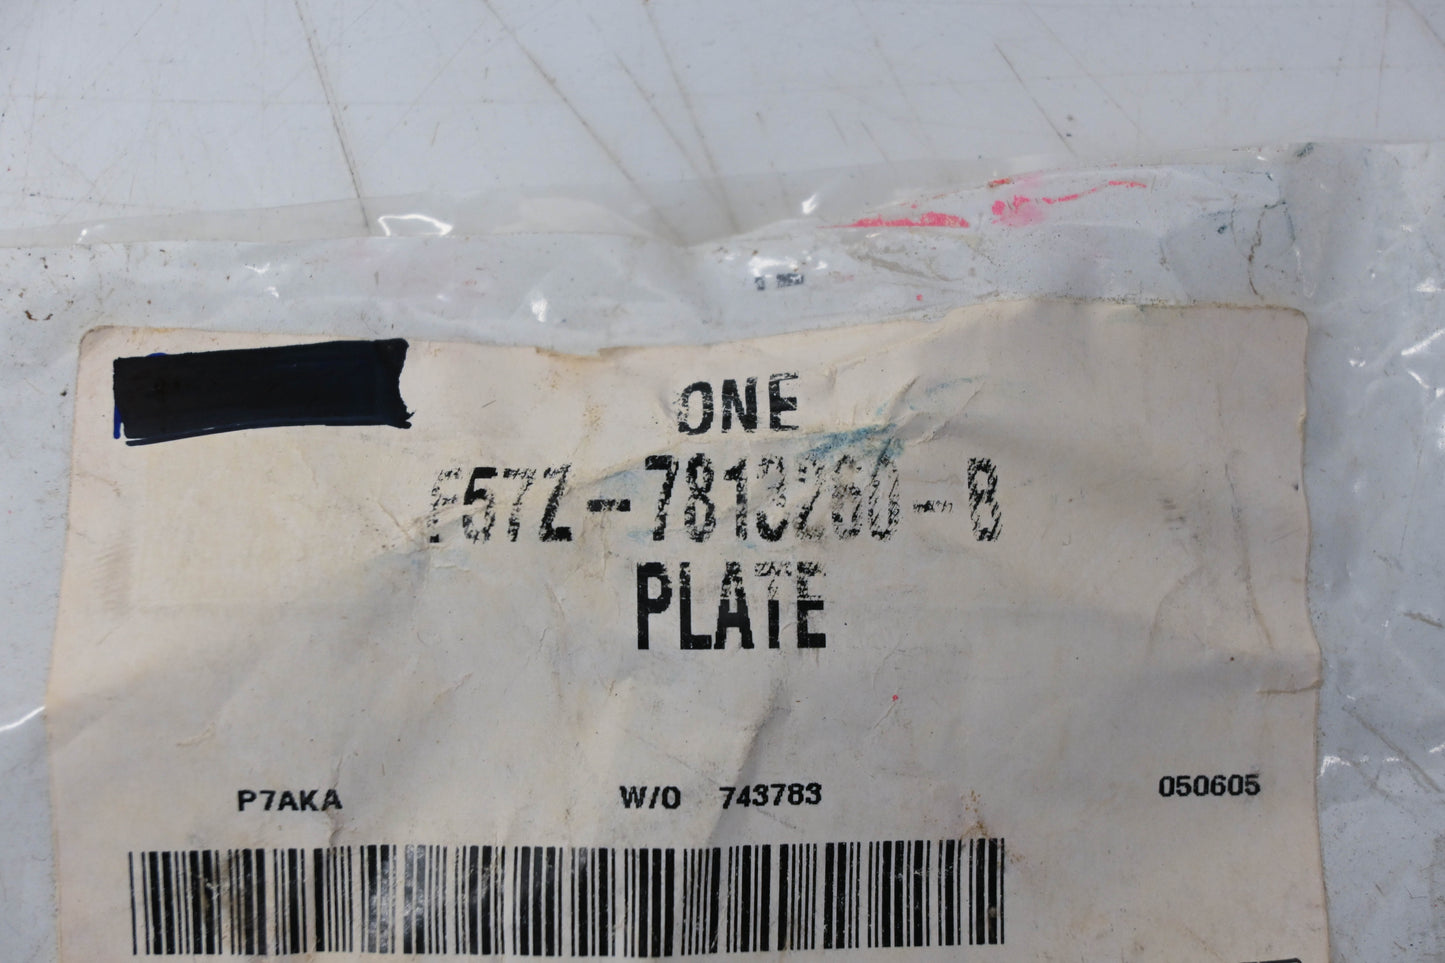 ONE
F57Z-7813260-B
PLATE
P7AKA W/O 743783 050605